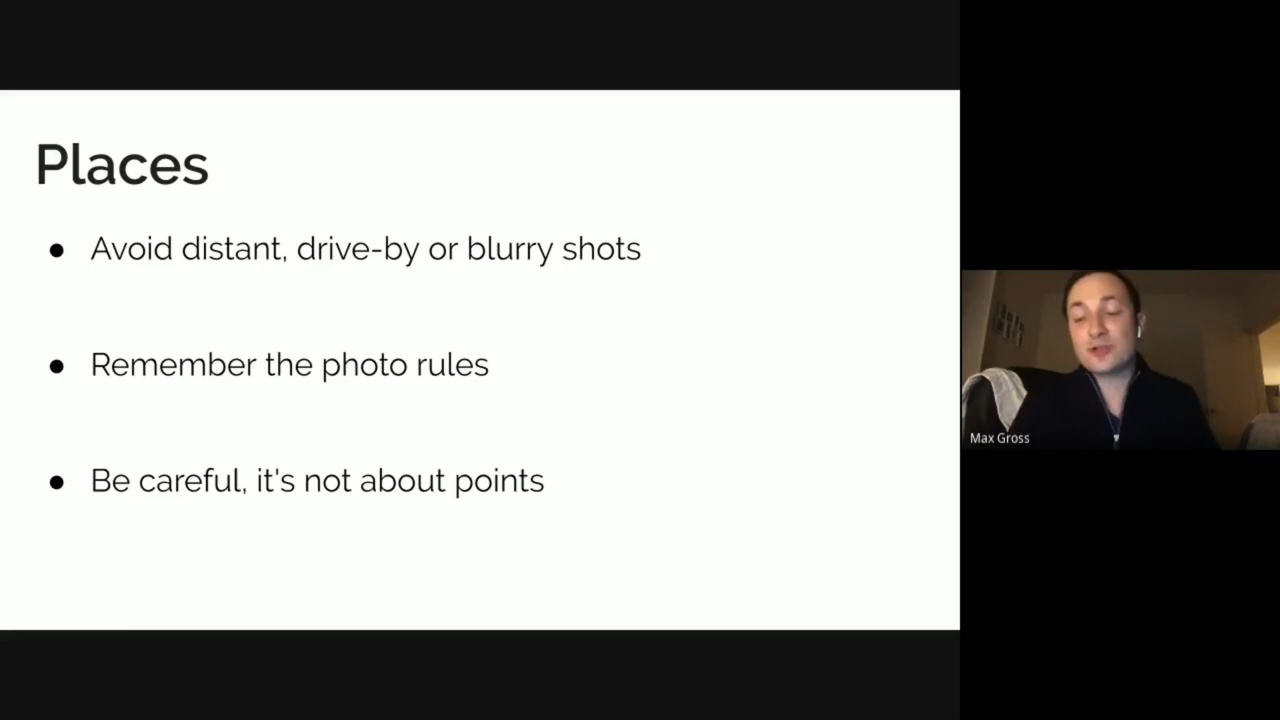 Places
● Avoid distant, drive-by or blurry shots
● Remember the photo rules
● Be careful, it's not about points
Max Gross